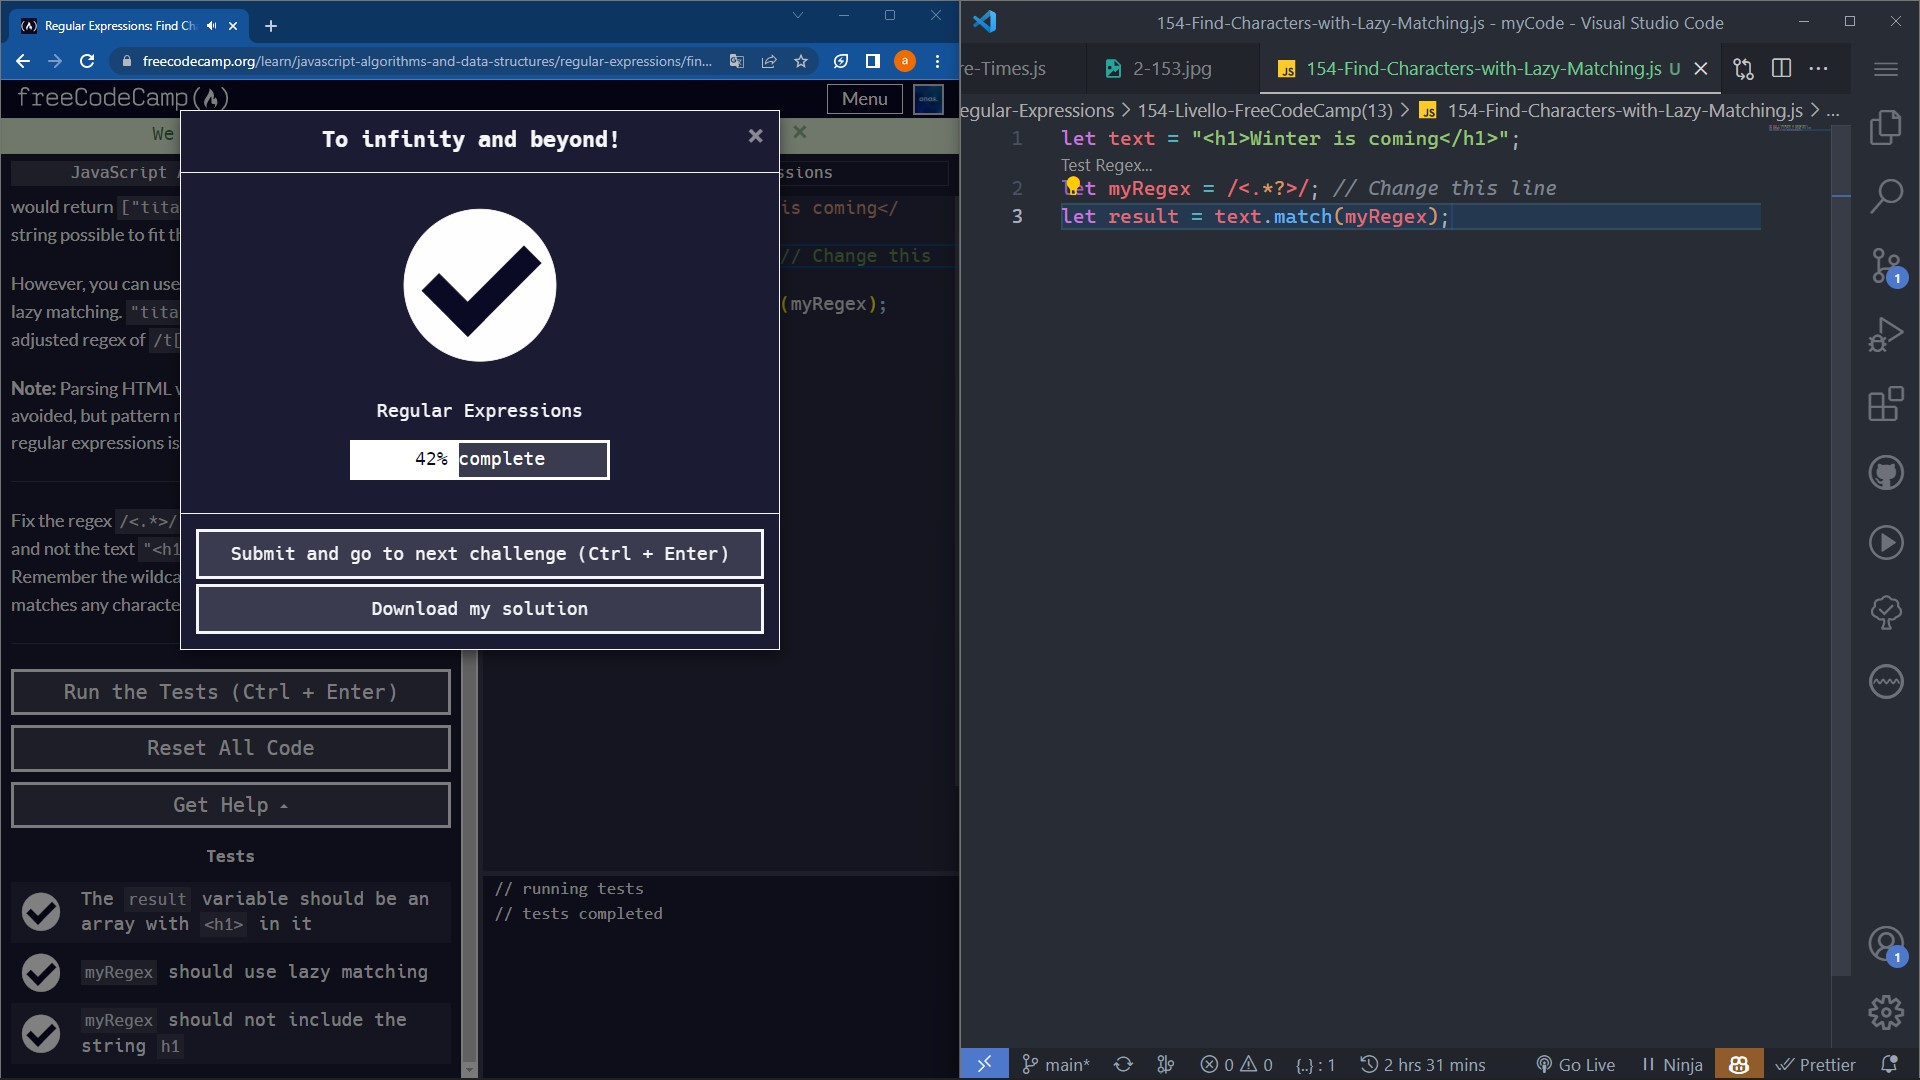 Regular Expressions: Find Ch
freecodecamp.org/learn/javascript-algorithms-and-data-structures/regular-expressions/fin...
a
freeCodeCamp
Menu
We
To infinity and beyond!
JavaScript
would return ["tita
string possible to fit th
However, you can use
lazy matching. "tita
adjusted regex of /t[
Note: Parsing HTML
avoided, but pattern
regular expressions is
Fix the regex /<.*>/
and not the text "<h1
Remember the wildca
matches any characte
Regular Expressions
42% complete
Submit and go to next challenge (Ctrl + Enter)
Download my solution
Run the Tests (Ctrl + Enter)
Reset All Code
Get Help
Tests
The result variable should be an
array with <h1> in it
myRegex should use lazy matching
myRegex should not include the
string h1
ssions
is coming</
// Change this
(myRegex);
// running tests
// tests completed
154-Find-Characters-with-Lazy-Matching.js - myCode - Visual Studio Code
re-Times.js
2-153.jpg
JS 154-Find-Characters-with-Lazy-Matching.js U
egular-Expressions > 154-Livello-FreeCodeCamp(13) > JS 154-Find-Characters-with-Lazy-Matching.js > ...
1 let text = "<h1>Winter is coming</h1>";
Test Regex...
2 let myRegex = /<.*?>/; // Change this line
3 let result = text.match(myRegex);
1
1
main*
0 0
{..} : 1
2 hrs 31 mins
Go Live
Ninja
Prettier